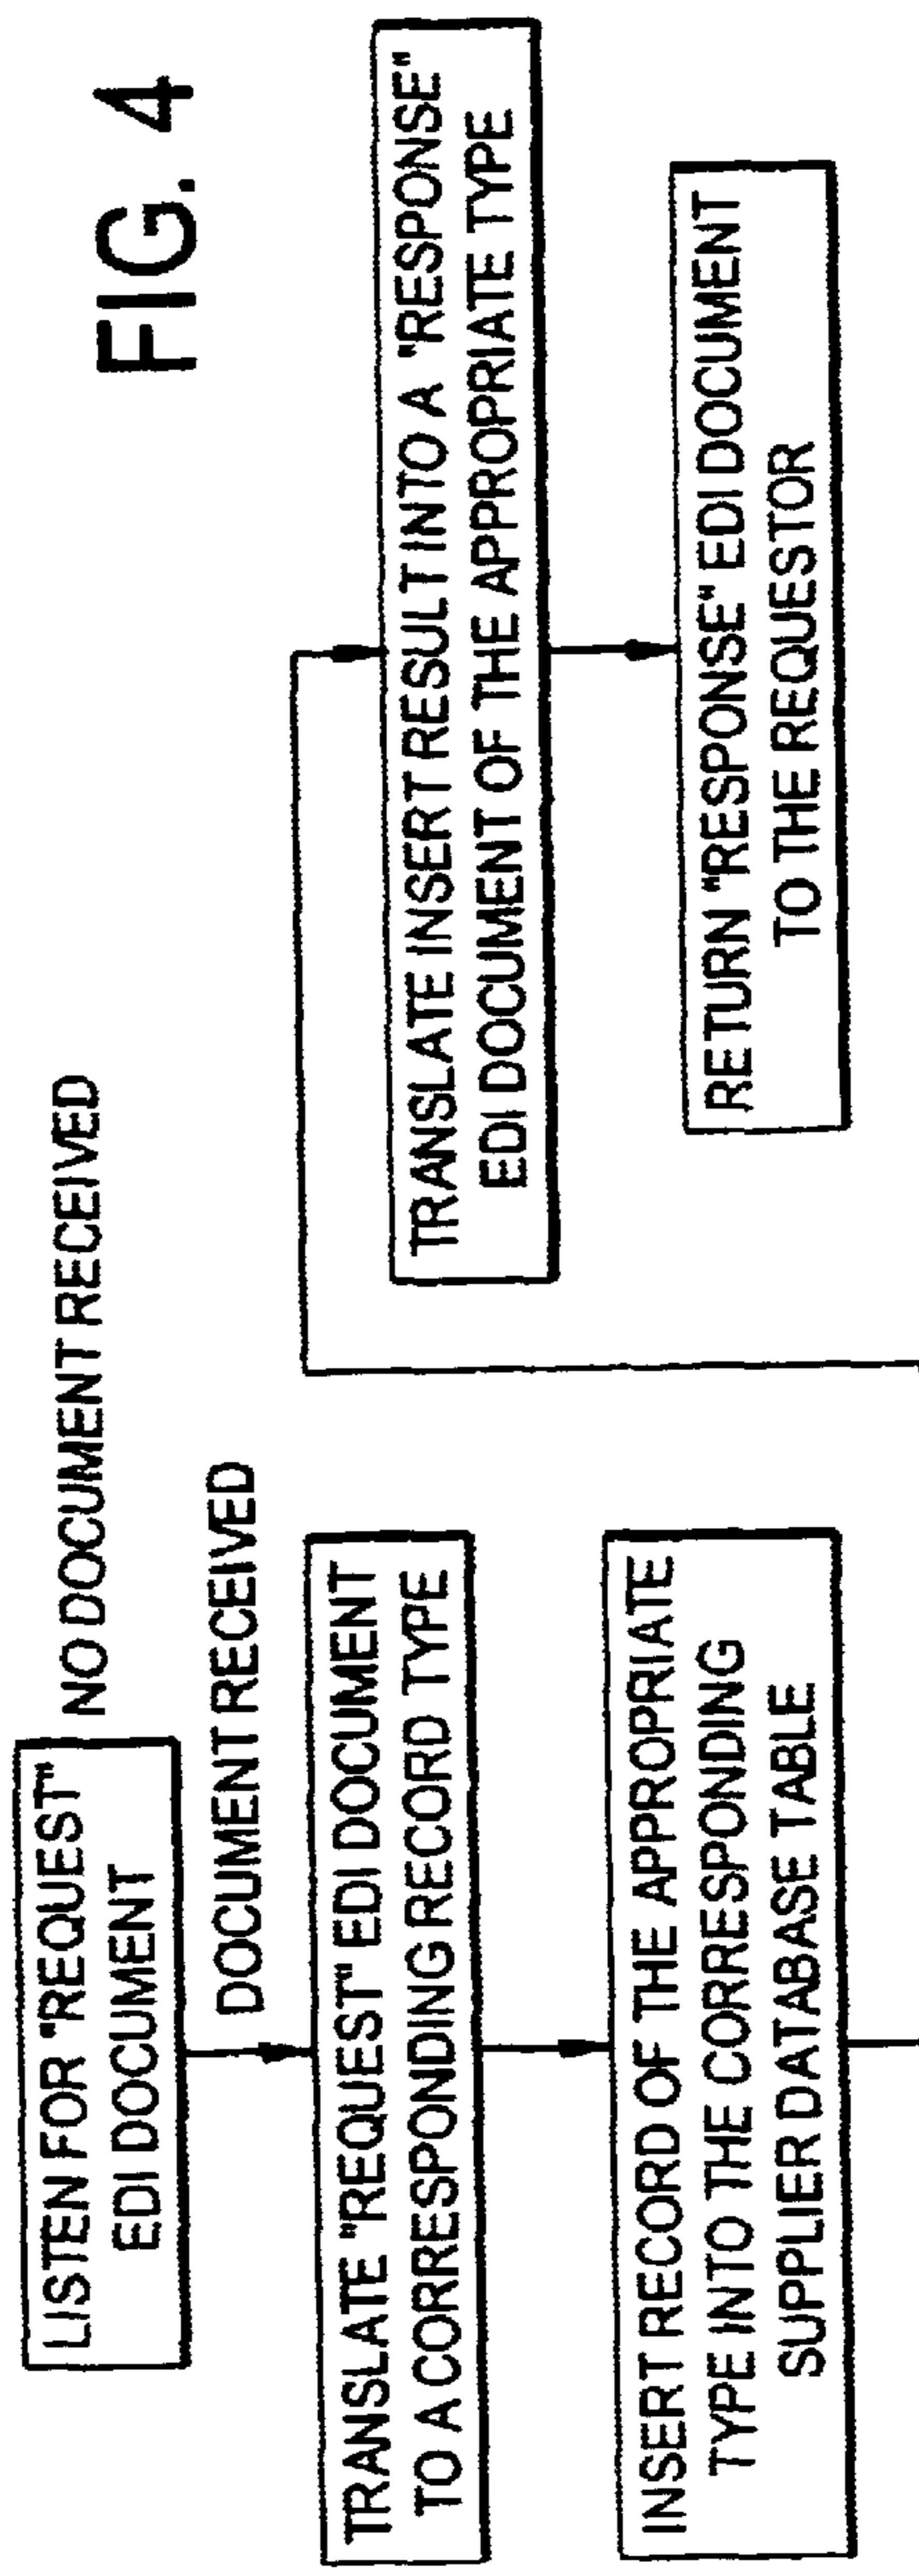 FIG. 4
LISTEN FOR "REQUEST"
EDI DOCUMENT
NO DOCUMENT RECEIVED
DOCUMENT RECEIVED
TRANSLATE "REQUEST" EDI DOCUMENT
TO A CORRESPONDING RECORD TYPE
INSERT RECORD OF THE APPROPRIATE
TYPE INTO THE CORRESPONDING
SUPPLIER DATABASE TABLE
TRANSLATE INSERT RESULT INTO A "RESPONSE"
EDI DOCUMENT OF THE APPROPRIATE TYPE
RETURN "RESPONSE" EDI DOCUMENT
TO THE REQUESTOR